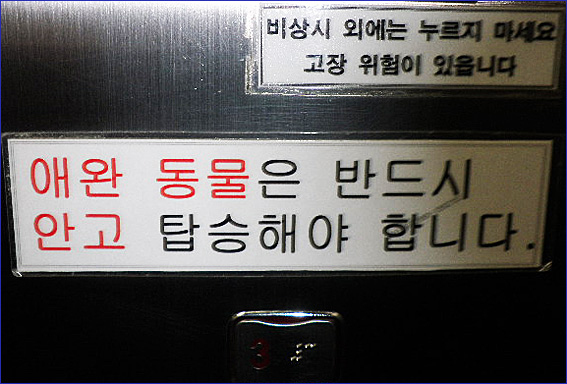 비상시 외에는 누르지 마세요
고장 위험이 있읍니다
애완 동물은 반드시
안고 탑승해야 합니다.
3